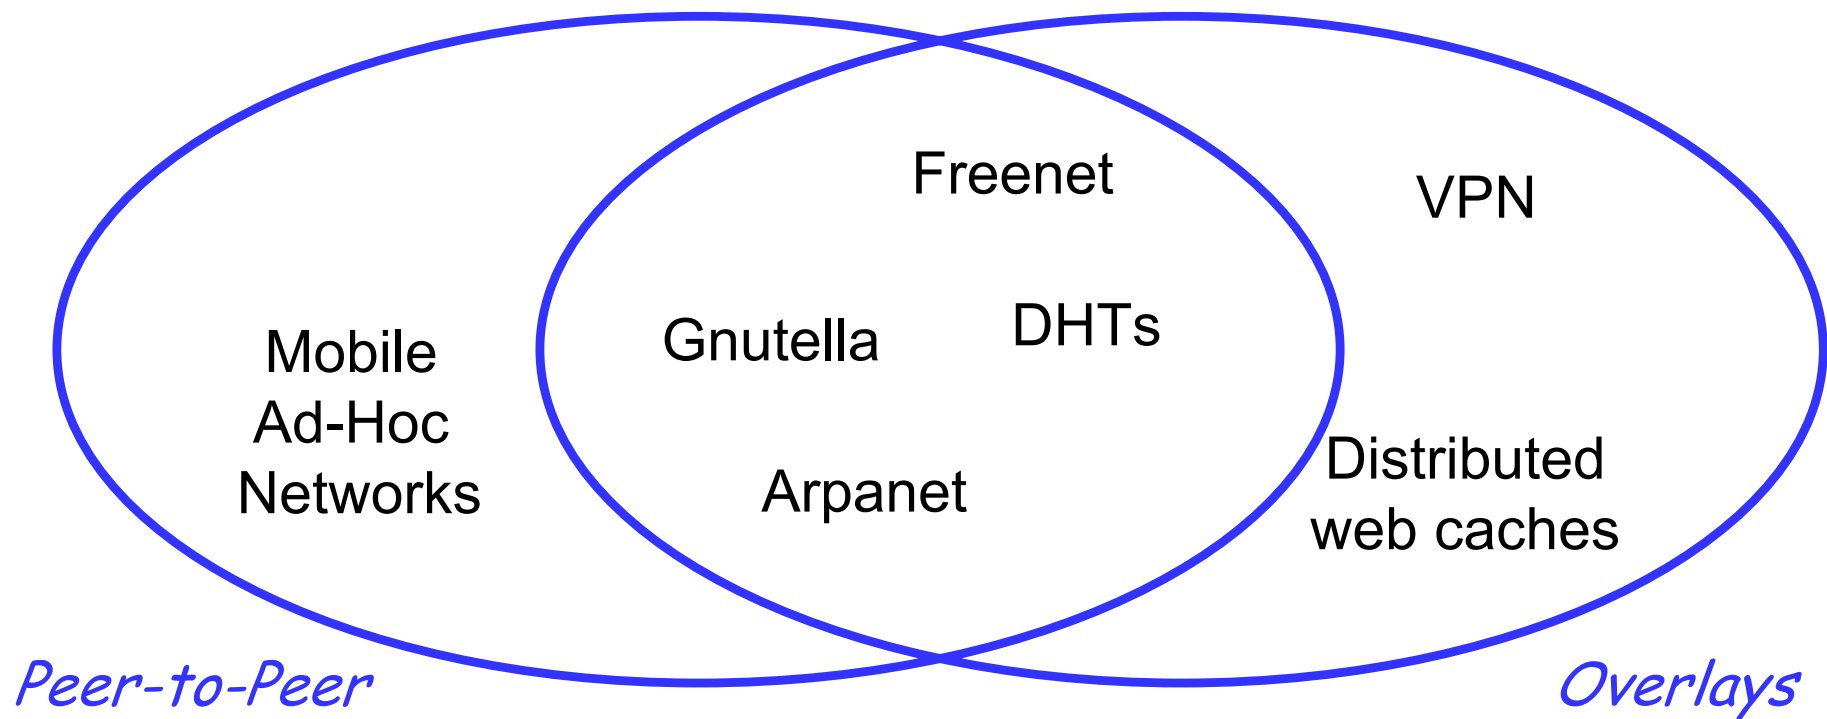 Freenet
VPN
Gnutella
DHTs
Mobile
Ad-Hoc
Networks
Arpanet
Distributed
web caches
Peer-to-Peer
Overlays